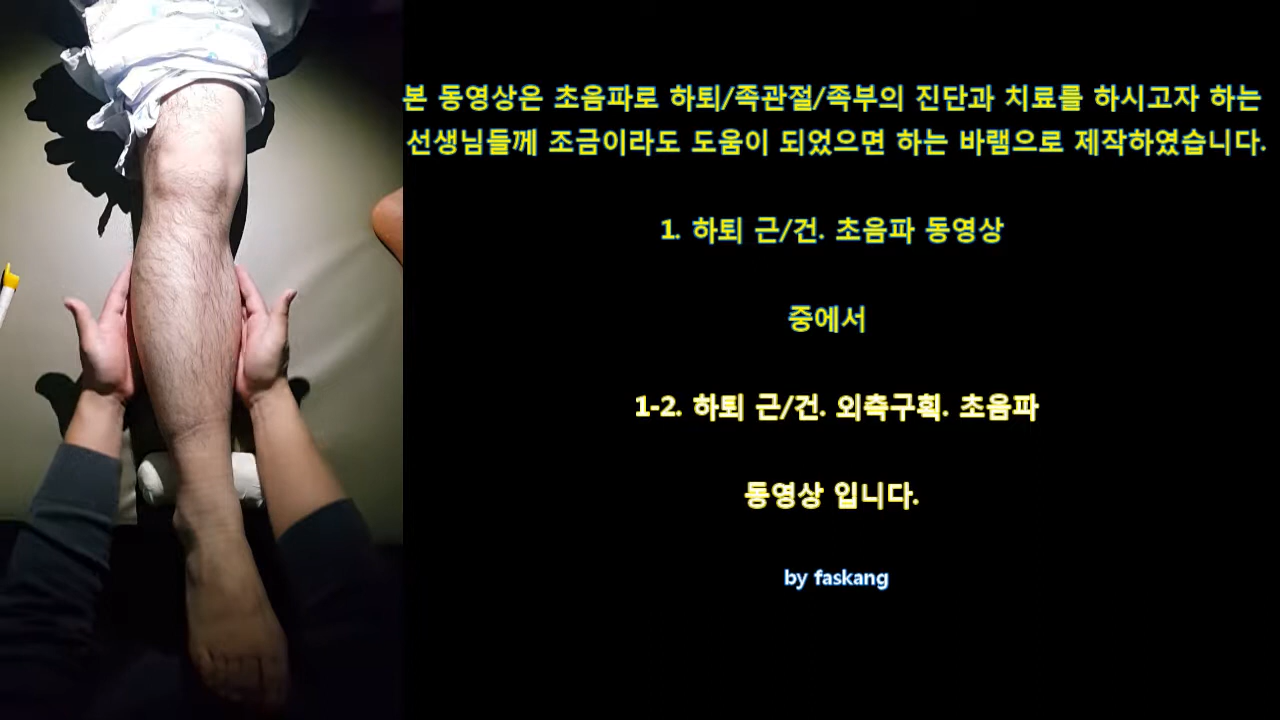 본 동영상은 초음파로 하퇴/족관절/족부의 진단과 치료를 하시고자 하는
선생님들께 조금이라도 도움이 되었으면 하는 바램으로 제작하였습니다.
1. 하퇴 근/건. 초음파 동영상
중에서
1-2. 하퇴 근/건. 외측구획. 초음파
동영상 입니다.
by faskang